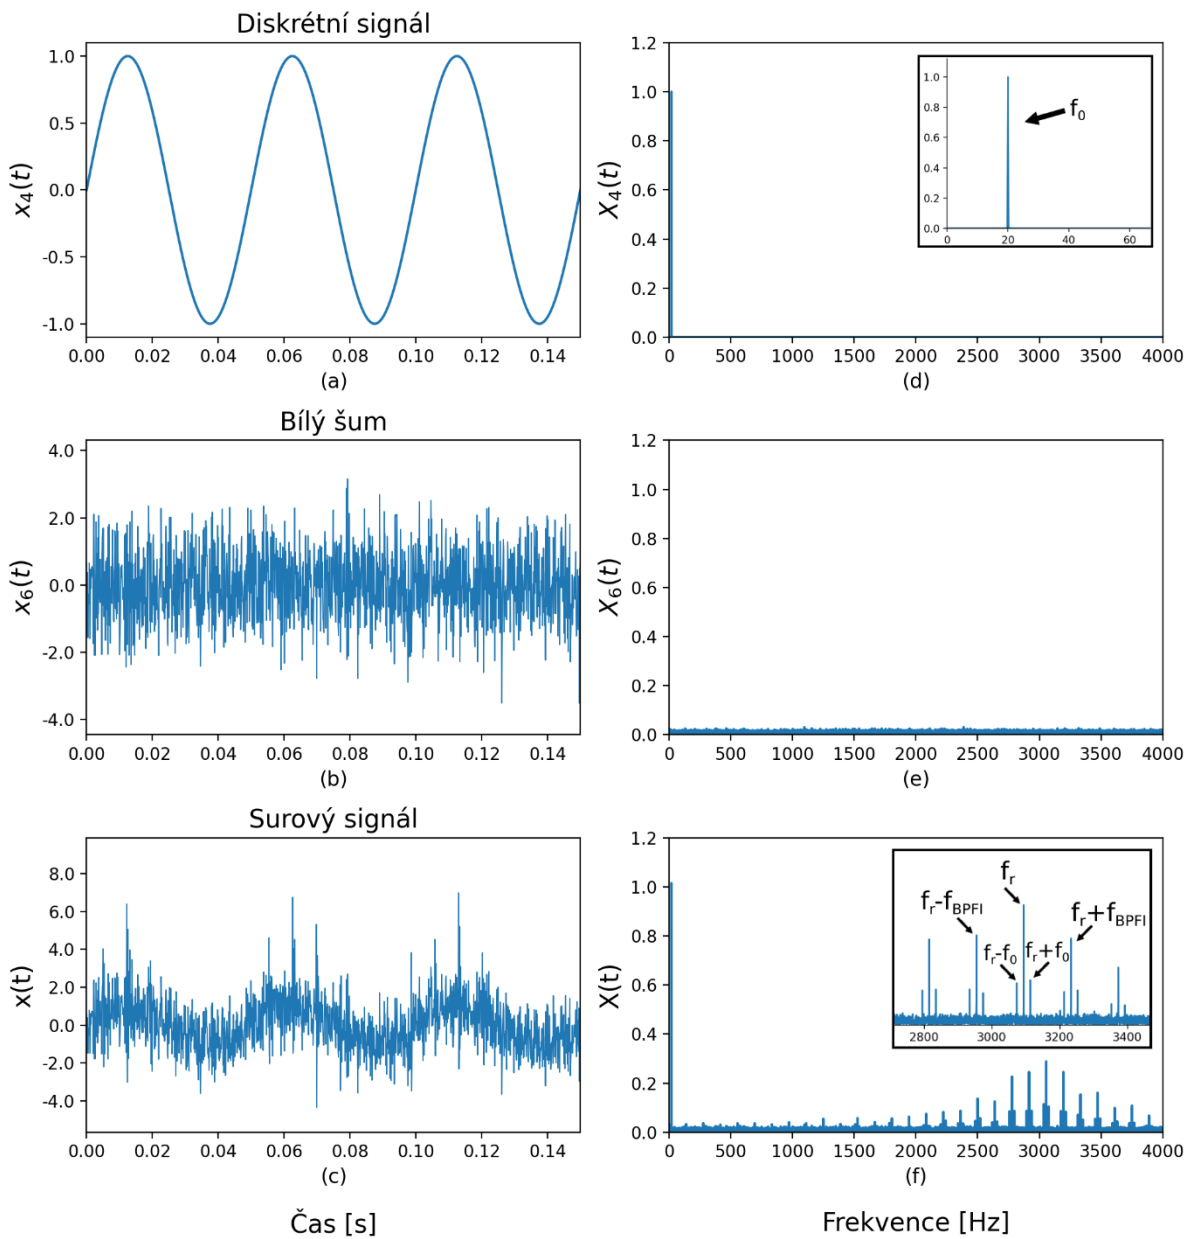 Diskrétní signál
x₄(t)
1.0
0.5
0.0
-0.5
-1.0
0.00 0.02 0.04 0.06 0.08 0.10 0.12 0.14
(a)
X₄(t)
1.2
1.0
0.8
0.6
0.4
0.2
0.0
0 500 1000 1500 2000 2500 3000 3500 4000
(d)
1.0
0.8
0.6
0.4
0.2
0.0
0 20 40 60
f₀
Bílý šum
x₆(t)
4.0
2.0
0.0
-2.0
-4.0
0.00 0.02 0.04 0.06 0.08 0.10 0.12 0.14
(b)
X₆(t)
1.2
1.0
0.8
0.6
0.4
0.2
0.0
0 500 1000 1500 2000 2500 3000 3500 4000
(e)
Surový signál
x(t)
8.0
6.0
4.0
2.0
0.0
-2.0
-4.0
0.00 0.02 0.04 0.06 0.08 0.10 0.12 0.14
(c)
X(t)
1.2
1.0
0.8
0.6
0.4
0.2
0.0
0 500 1000 1500 2000 2500 3000 3500 4000
(f)
fᵣ
fᵣ-f_BPFI
fᵣ+f_BPFI
fᵣ-f₀
fᵣ+f₀
2800 3000 3200 3400
Čas [s]
Frekvence [Hz]